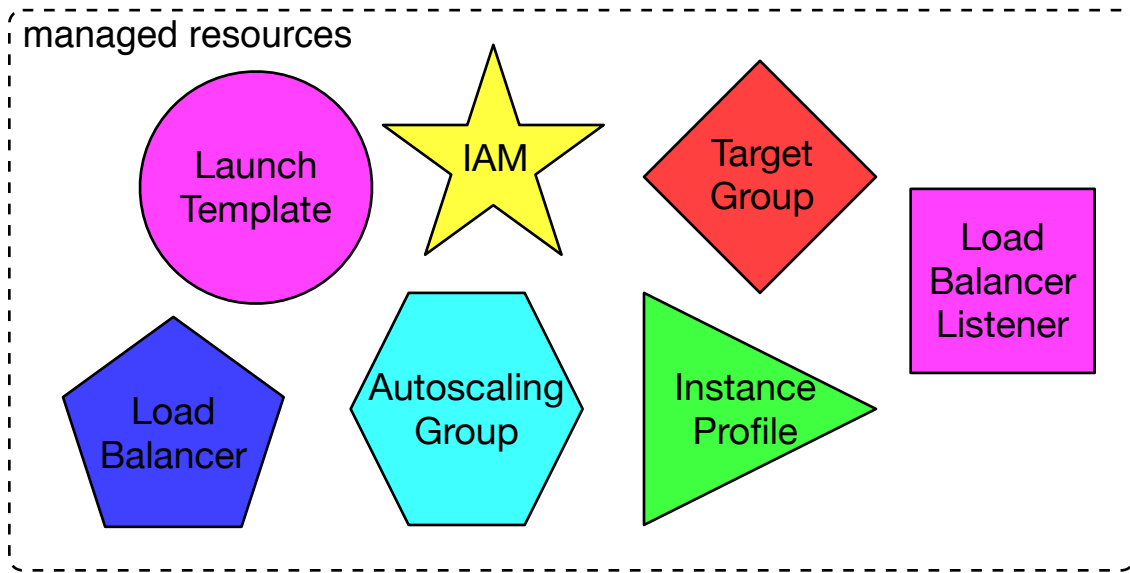 managed resources
Launch
Template
IAM
Target
Group
Load
Balancer
Listener
Load
Balancer
Autoscaling
Group
Instance
Profile